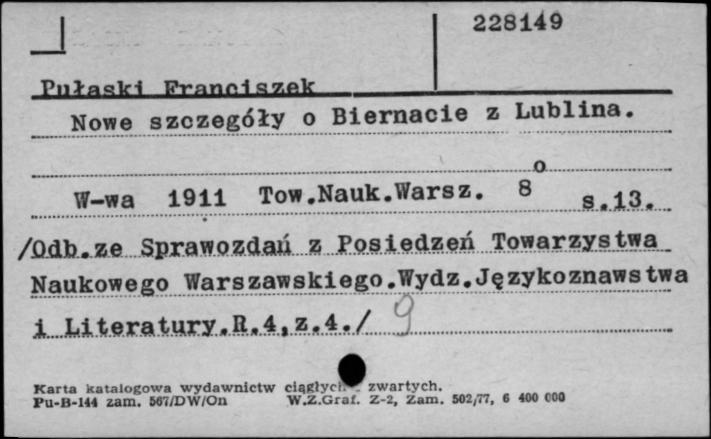 228149
Pułaski Franciszek
Nowe szczegóły o Biernacie z Lublina.
W-wa 1911 Tow.Nauk.Warsz. 8o s.13.
/Odb.ze Sprawozdań z Posiedzeń Towarzystwa
Naukowego Warszawskiego.Wydz.Językoznawstwa
i Literatury.R.4,z.4./ 9
Karta katalogowa wydawnictw ciągłych zwartych.
Pu-B-144 zam. 567/DW/On W.Z.Graf. Z-2, Zam. 502/77, 6 400 000